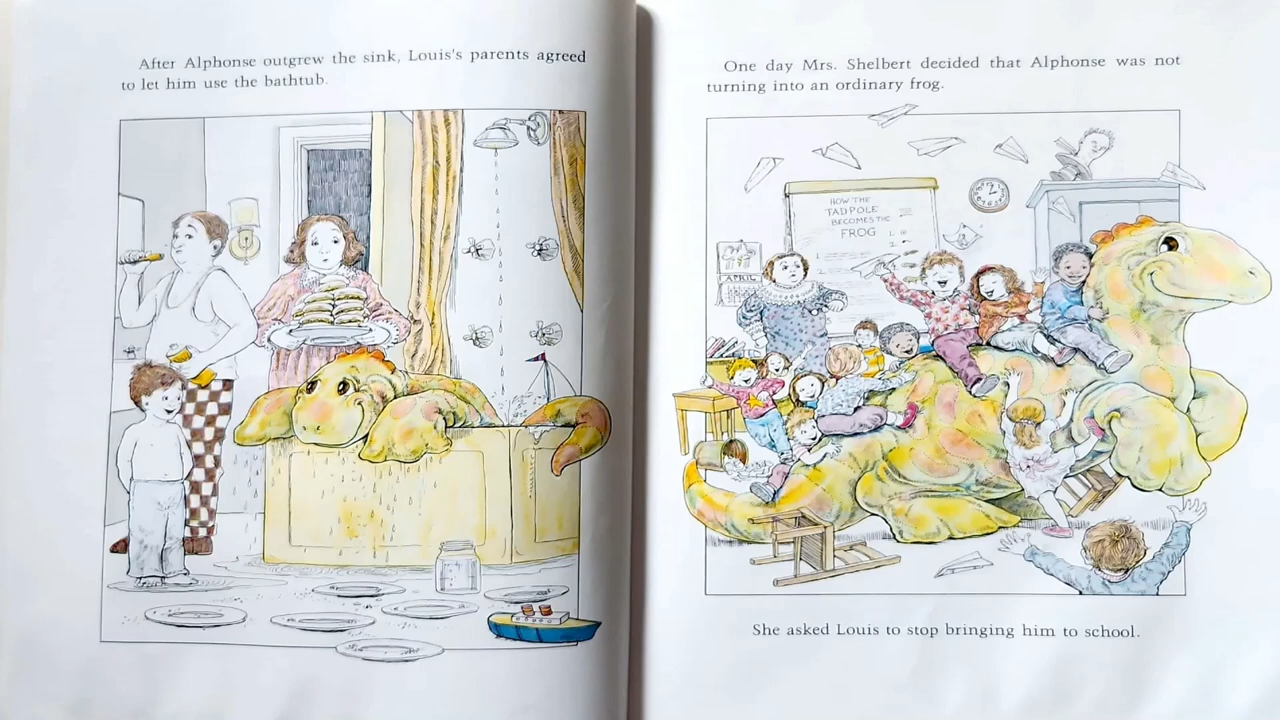 After Alphonse outgrew the sink, Louis's parents agreed
to let him use the bathtub.
One day Mrs. Shelbert decided that Alphonse was not
turning into an ordinary frog.
HOW THE
TADPOLE
BECOMES THE
FROG
1.
2.
APRIL
She asked Louis to stop bringing him to school.